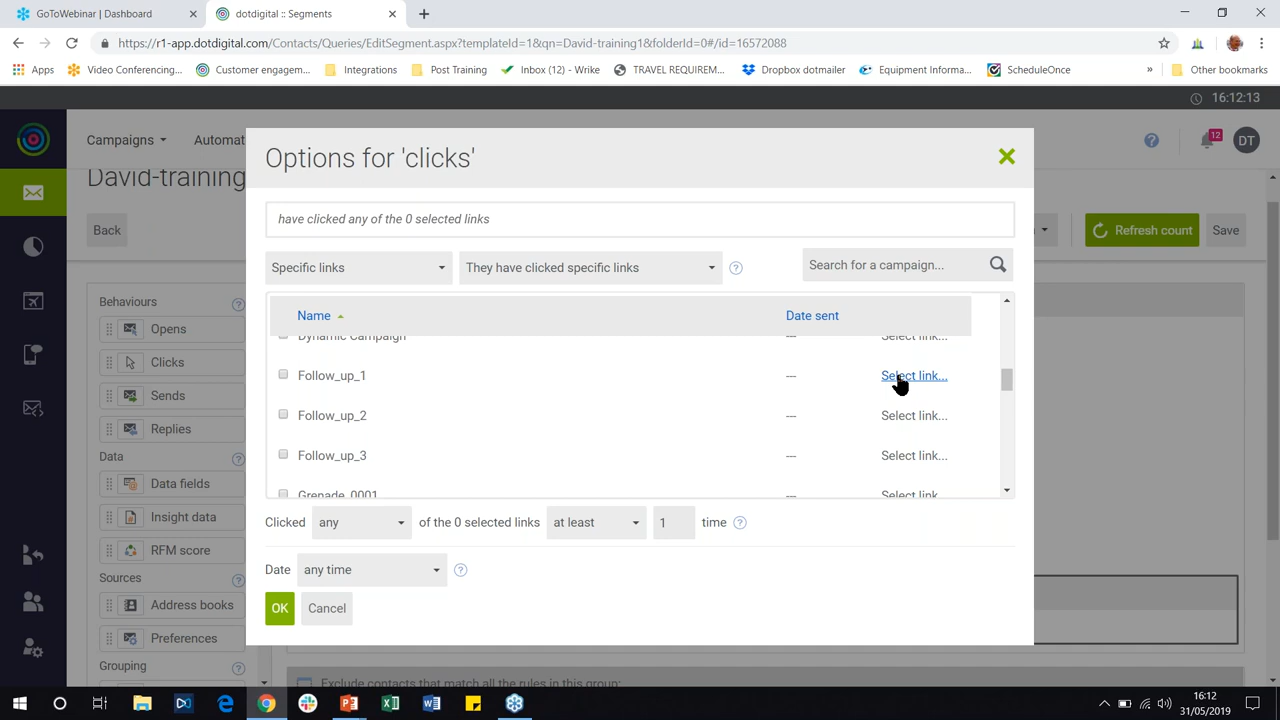 GoToWebinar | Dashboard
dotdigital :: Segments
https://r1-app.dotdigital.com/Contacts/Queries/EditSegment.aspx?templateId=1&qn=David-training1&folderId=0#/id=16572088
Apps
Video Conferencing...
Customer engagem...
Integrations
Post Training
Inbox (12) - Wrike
TRAVEL REQUIREM...
Dropbox dotmailer
Equipment Informa...
ScheduleOnce
»
Other bookmarks
16:12:13
Campaigns
Automat
12
DT
David-training
Back
Refresh count
Save
Options for 'clicks'
have clicked any of the 0 selected links
Specific links
They have clicked specific links
Search for a campaign...
Name
Date sent
Dynamic Campaign --- Select link...
Follow_up_1 --- Select link...
Follow_up_2 --- Select link...
Follow_up_3 --- Select link...
Grenade_0001 --- Select link...
Clicked any of the 0 selected links at least 1 time
Date any time
OK
Cancel
Behaviours
Opens
Clicks
Sends
Replies
Data
Data fields
Insight data
RFM score
Sources
Address books
Preferences
Grouping
Exclude contacts that match all the rules in this group:
16:12
31/05/2019